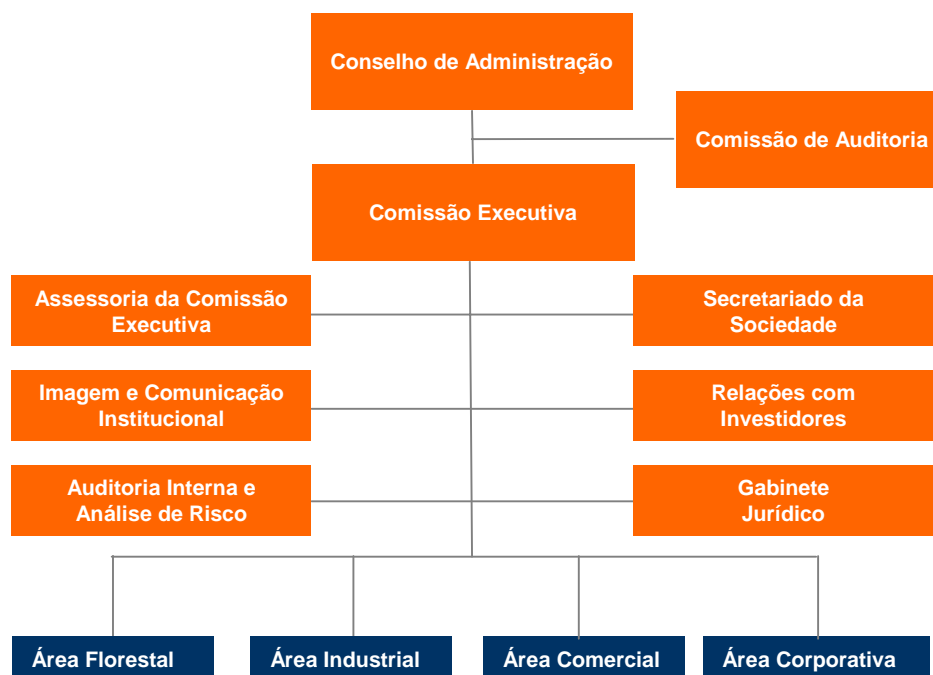 Conselho de Administração
Comissão de Auditoria
Comissão Executiva
Assessoria da Comissão
Executiva
Secretariado da
Sociedade
Imagem e Comunicação
Institucional
Relações com
Investidores
Auditoria Interna e
Análise de Risco
Gabinete
Jurídico
Área Florestal
Área Industrial
Área Comercial
Área Corporativa